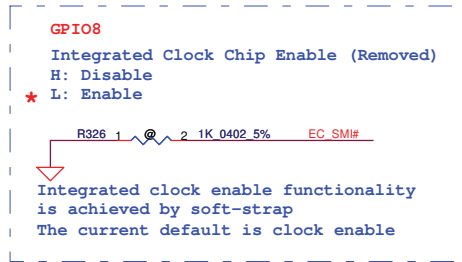 GPIO8
Integrated Clock Chip Enable (Removed)
H: Disable
* L: Enable
R326 1 @ 2 1K_0402_5% EC_SMI#
Integrated clock enable functionality
is achieved by soft-strap
The current default is clock enable